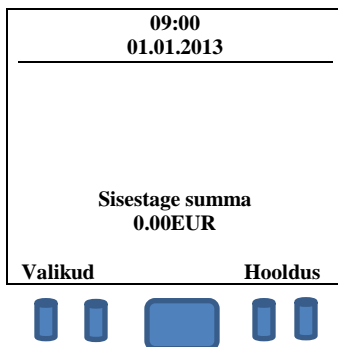 09:00
01.01.2013
Sisestage summa
0.00EUR
Valikud Hooldus